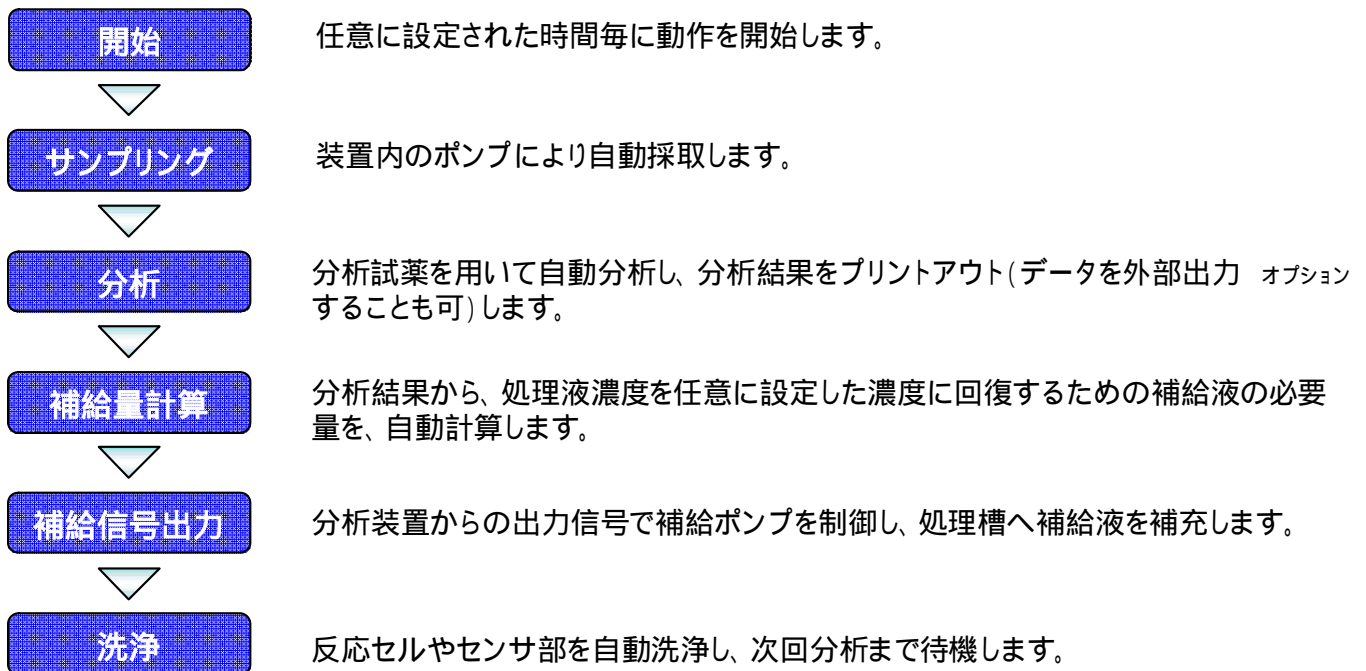 開始
任意に設定された時間毎に動作を開始します。
サンプリング
装置内のポンプにより自動採取します。
分析
分析試薬を用いて自動分析し、分析結果をプリントアウト(データを外部出力 オプション
することも可)します。
補給量計算
分析結果から、処理液濃度を任意に設定した濃度に回復するための補給液の必要
量を、自動計算します。
補給信号出力
分析装置からの出力信号で補給ポンプを制御し、処理槽へ補給液を補充します。
洗浄
反応セルやセンサ部を自動洗浄し、次回分析まで待機します。